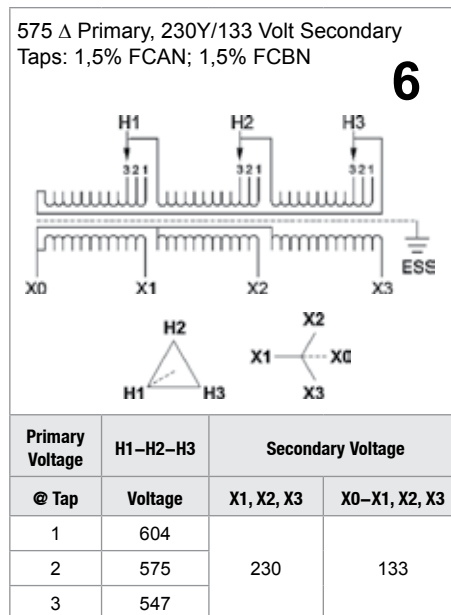 575 Δ Primary, 230Y/133 Volt Secondary
Taps: 1,5% FCAN; 1,5% FCBN
6
H1 H2 H3
3 2 1 3 2 1 3 2 1
ESS
X0 X1 X2 X3
H2
H1 H3
X2
X1 X0
X3
Primary Voltage H1–H2–H3 Secondary Voltage
@ Tap Voltage X1, X2, X3 X0–X1, X2, X3
1 604
2 575 230 133
3 547